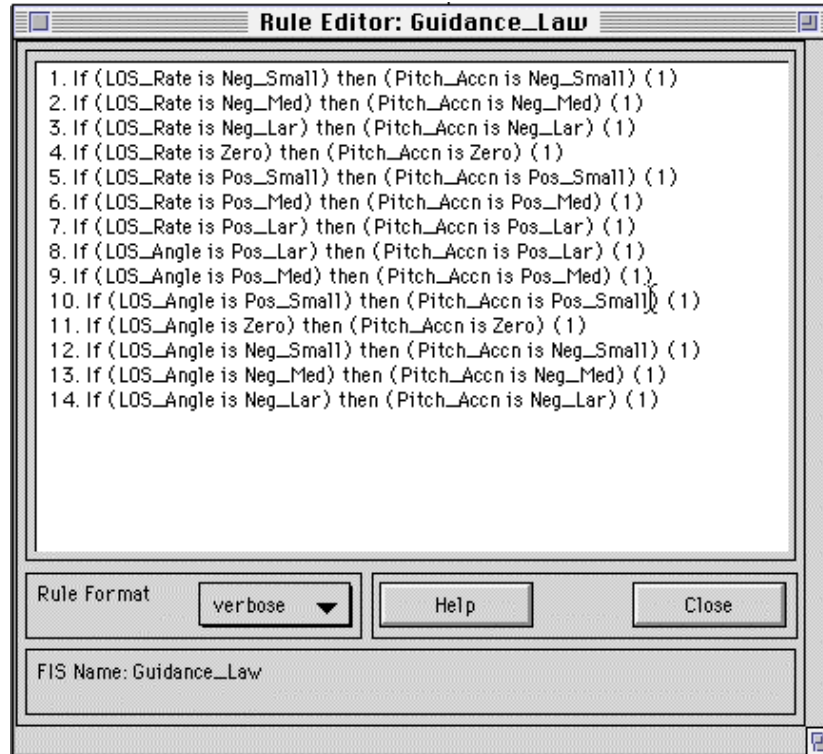 Rule Editor: Guidance_Law
1. If (LOS_Rate is Neg_Small) then (Pitch_Accn is Neg_Small) (1)
2. If (LOS_Rate is Neg_Med) then (Pitch_Accn is Neg_Med) (1)
3. If (LOS_Rate is Neg_Lar) then (Pitch_Accn is Neg_Lar) (1)
4. If (LOS_Rate is Zero) then (Pitch_Accn is Zero) (1)
5. If (LOS_Rate is Pos_Small) then (Pitch_Accn is Pos_Small) (1)
6. If (LOS_Rate is Pos_Med) then (Pitch_Accn is Pos_Med) (1)
7. If (LOS_Rate is Pos_Lar) then (Pitch_Accn is Pos_Lar) (1)
8. If (LOS_Angle is Pos_Lar) then (Pitch_Accn is Pos_Lar) (1)
9. If (LOS_Angle is Pos_Med) then (Pitch_Accn is Pos_Med) (1)
10. If (LOS_Angle is Pos_Small) then (Pitch_Accn is Pos_Small) (1)
11. If (LOS_Angle is Zero) then (Pitch_Accn is Zero) (1)
12. If (LOS_Angle is Neg_Small) then (Pitch_Accn is Neg_Small) (1)
13. If (LOS_Angle is Neg_Med) then (Pitch_Accn is Neg_Med) (1)
14. If (LOS_Angle is Neg_Lar) then (Pitch_Accn is Neg_Lar) (1)
Rule Format verbose Help Close
FIS Name: Guidance_Law